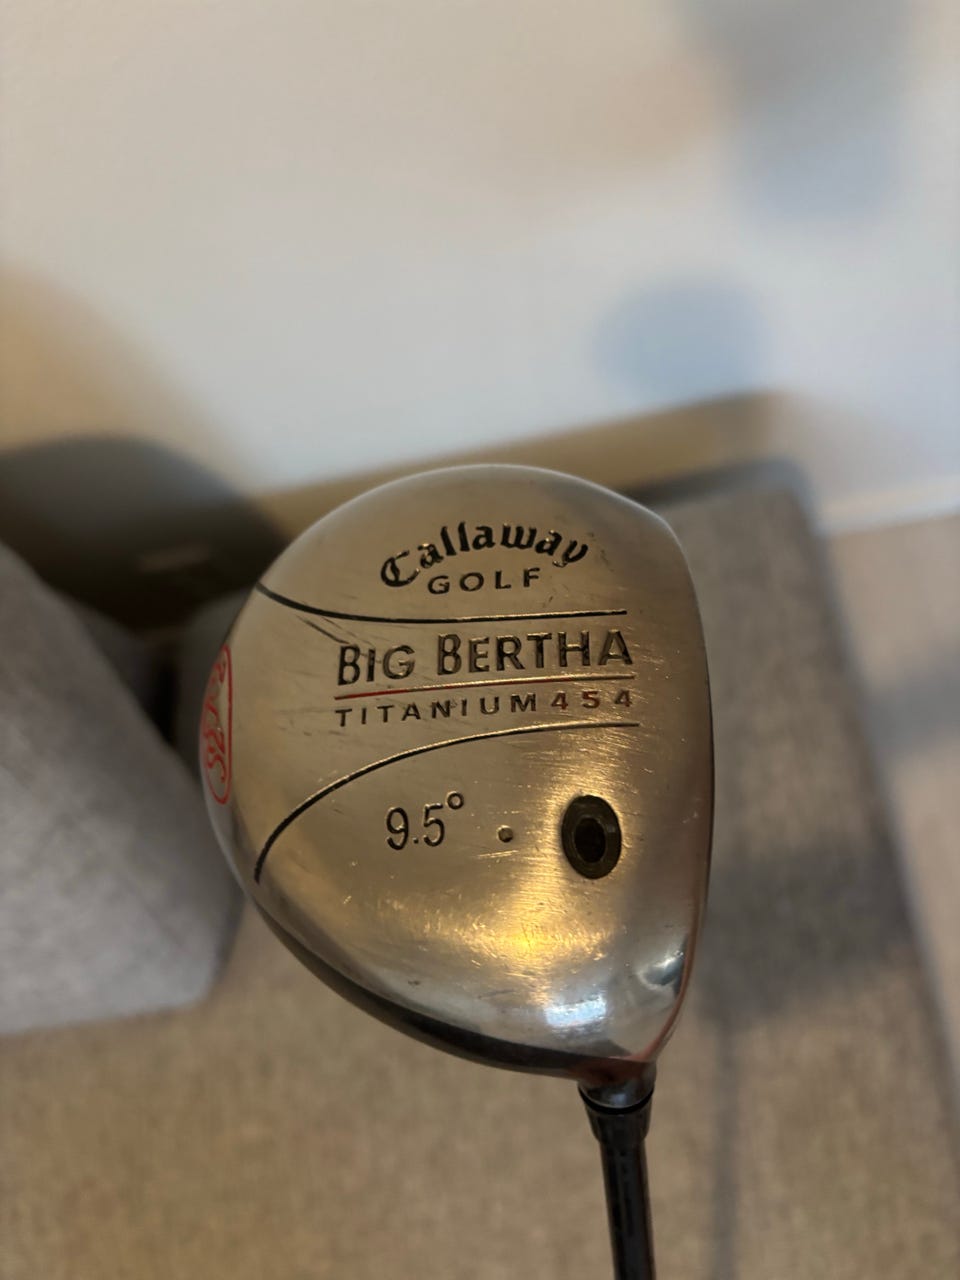 Callaway
GOLF
BIG BERTHA
TITANIUM 454
9.5°